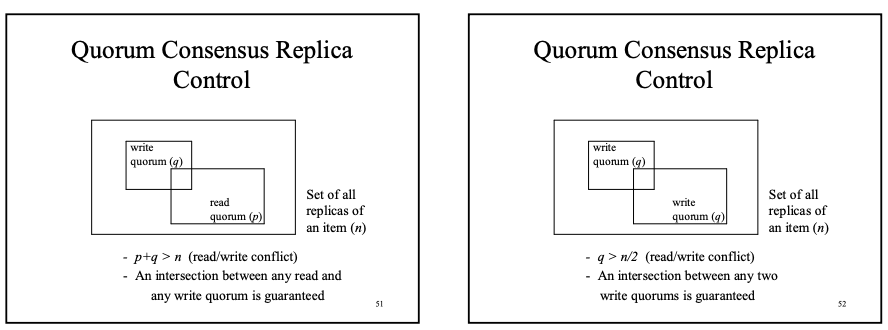 Quorum Consensus Replica
Control
write
quorum (q)
read
quorum (p)
Set of all
replicas of
an item (n)
- p+q > n (read/write conflict)
- An intersection between any read and
any write quorum is guaranteed
51
Quorum Consensus Replica
Control
write
quorum (q)
write
quorum (q)
Set of all
replicas of
an item (n)
- q > n/2 (read/write conflict)
- An intersection between any two
write quorums is guaranteed
52